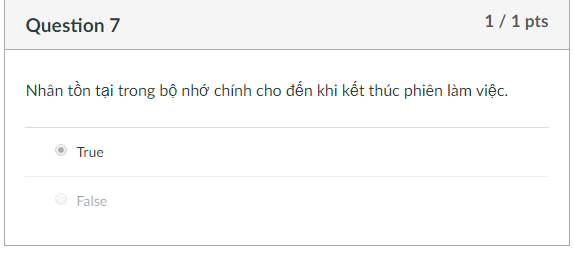 Question 7
1 / 1 pts
Nhân tồn tại trong bộ nhớ chính cho đến khi kết thúc phiên làm việc.
True
False